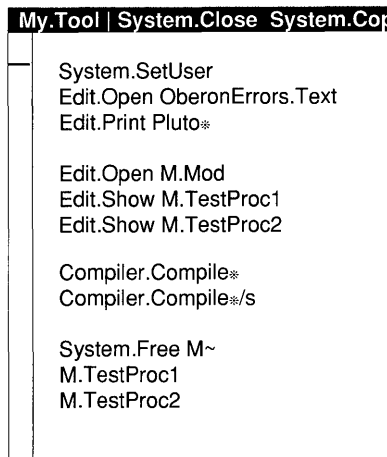 My.Tool | System.Close System.Cop
System.SetUser
Edit.Open OberonErrors.Text
Edit.Print Pluto*
Edit.Open M.Mod
Edit.Show M.TestProc1
Edit.Show M.TestProc2
Compiler.Compile*
Compiler.Compile*/s
System.Free M~
M.TestProc1
M.TestProc2